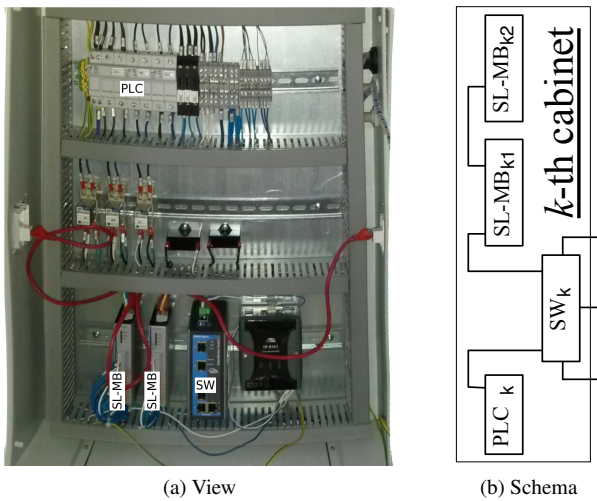 PLC
SL-MB
SL-MB
SW
SL-MBk2
SL-MBk1
k-th cabinet
SWk
PLC k
(a) View
(b) Schema